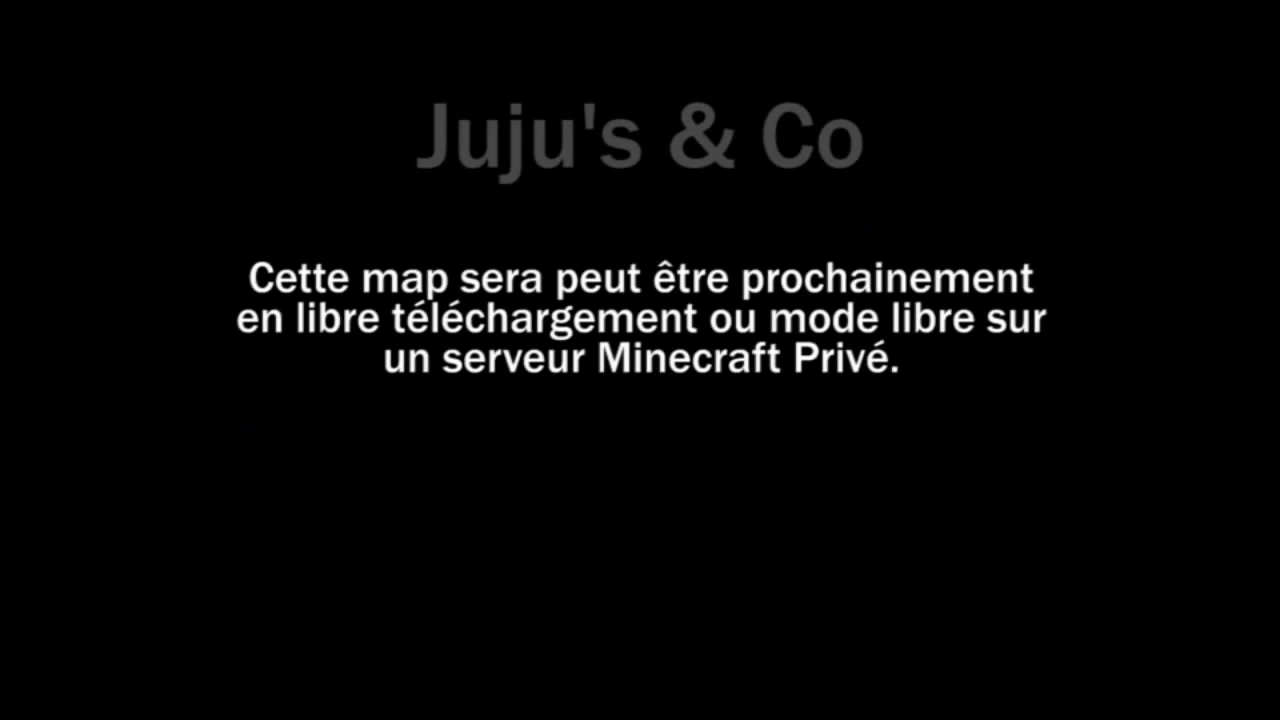 Juju's & Co
Cette map sera peut être prochainement
en libre téléchargement ou mode libre sur
un serveur Minecraft Privé.